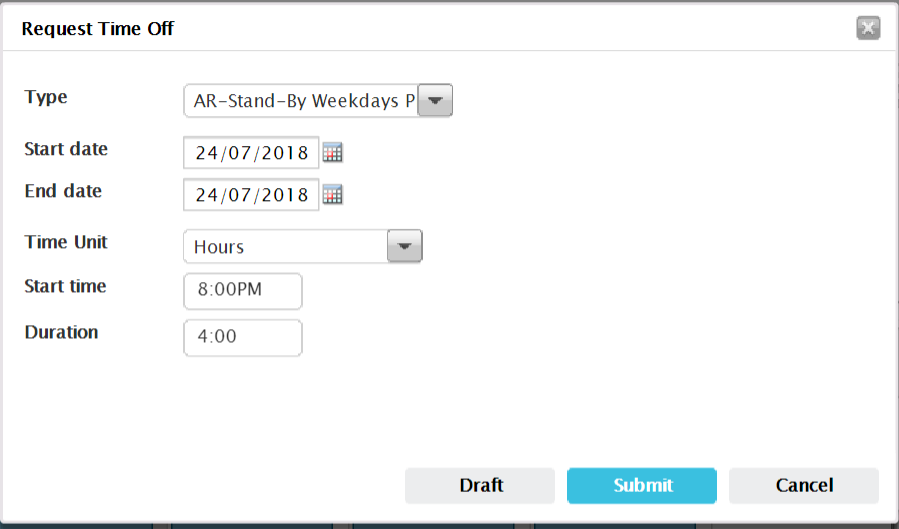 Request Time Off
Type AR-Stand-By Weekdays P
Start date 24/07/2018
End date 24/07/2018
Time Unit Hours
Start time 8:00PM
Duration 4:00
Draft Submit Cancel